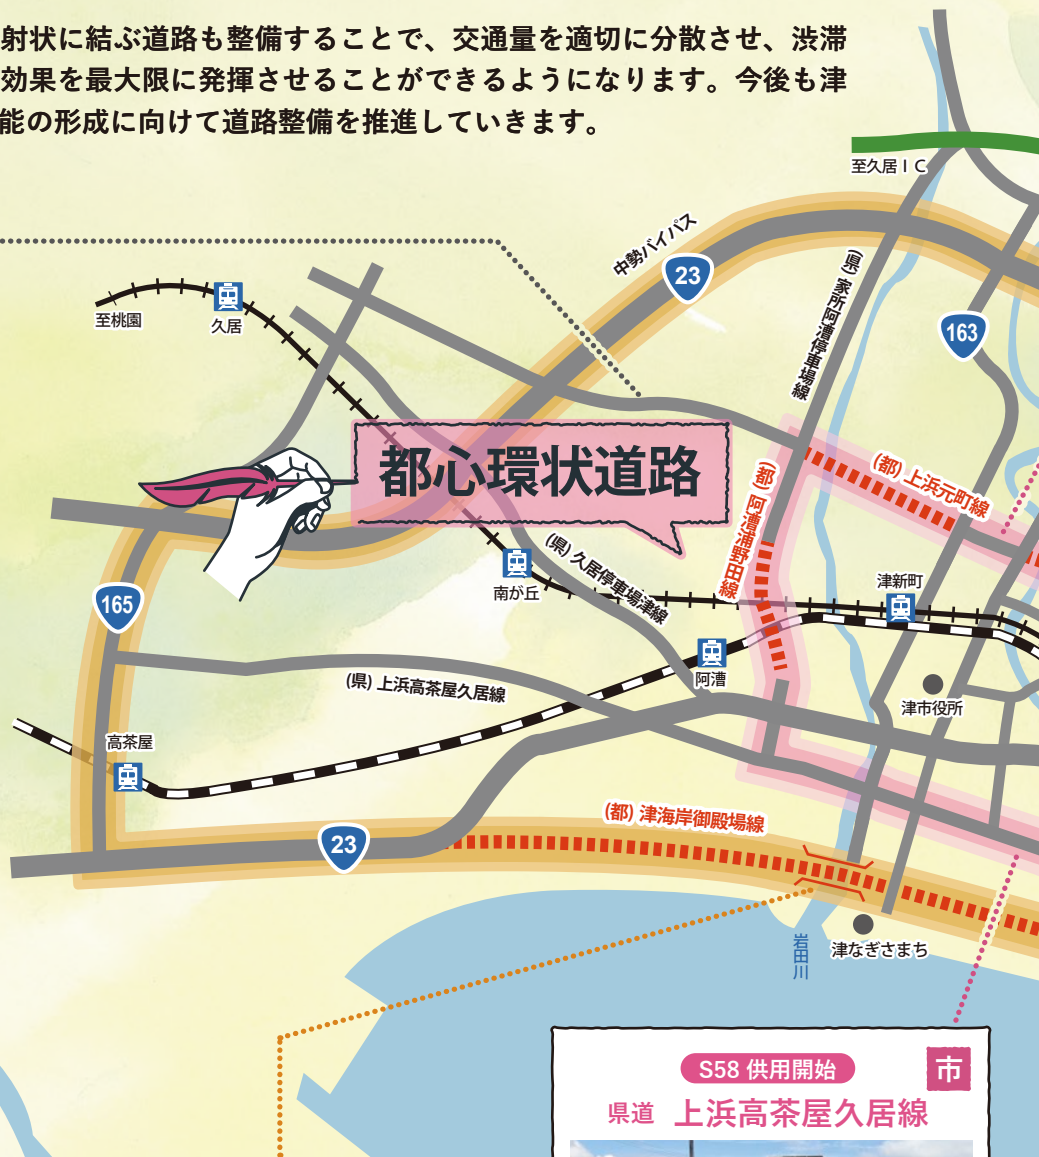 射状に結ぶ道路も整備することで、交通量を適切に分散させ、渋滞
効果を最大限に発揮させることができるようになります。今後も津
能の形成に向けて道路整備を推進していきます。
至久居IC
中勢バイパス
23
(県) 家所阿漕停車場線
163
至桃園
久居
都心環状道路
(都) 上浜元町線
(都) 阿漕浦野田線
(県) 久居停車場津線
南が丘
津新町
165
阿漕
(県) 上浜高茶屋久居線
津市役所
高茶屋
(都) 津海岸御殿場線
23
岩田川
津なぎさまち
S58 供用開始
市
県道 上浜高茶屋久居線